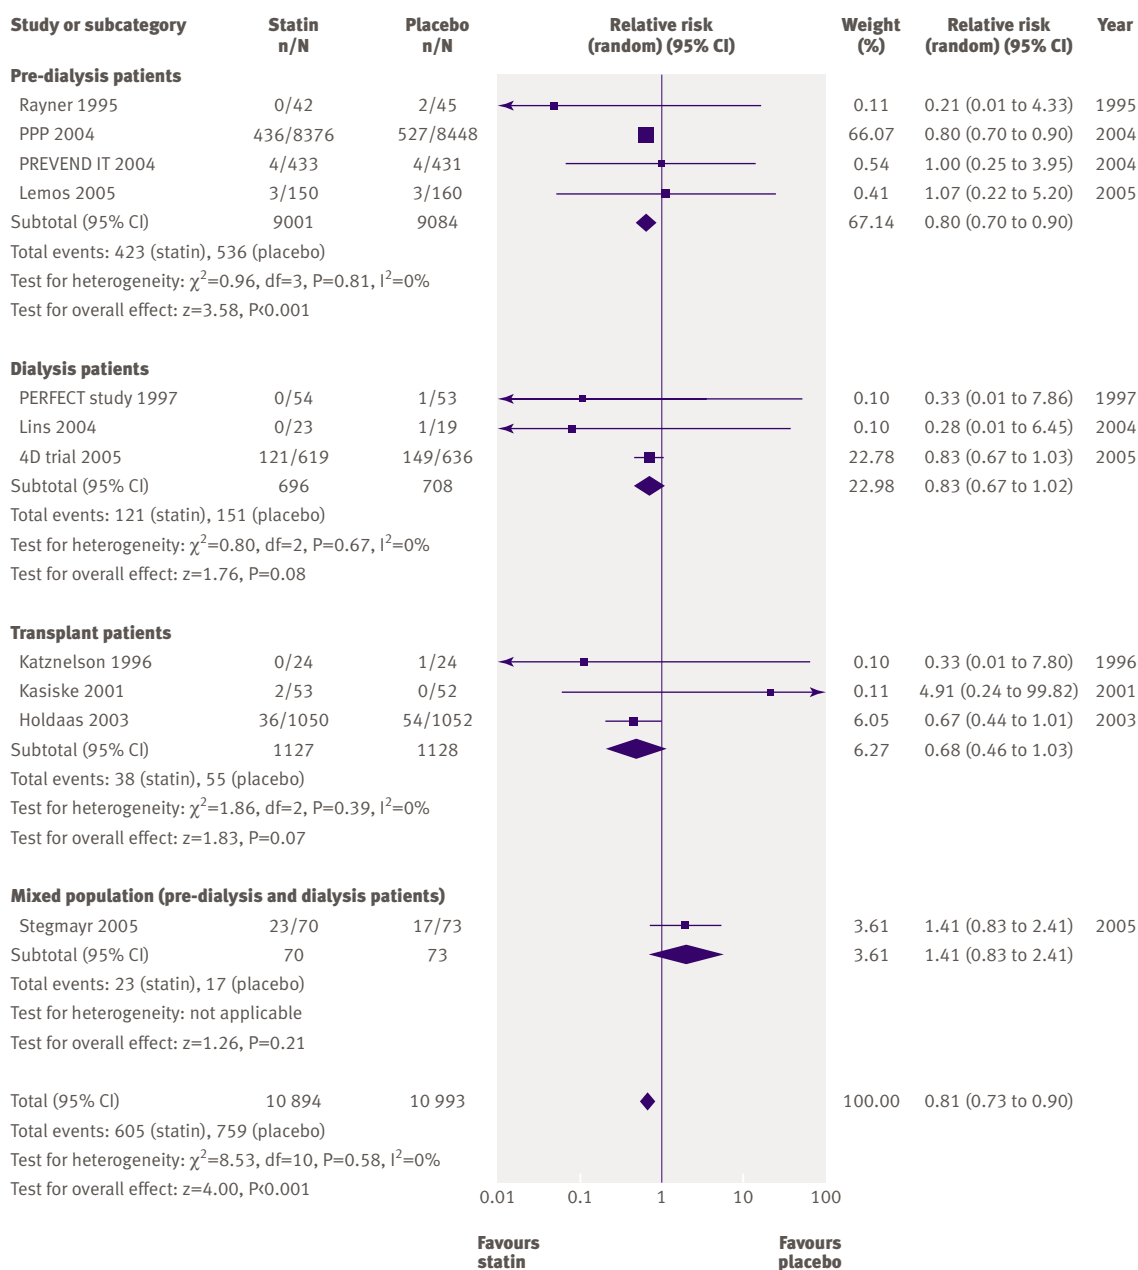 Study or subcategory Statin n/N Placebo n/N Relative risk (random) (95% CI) Weight (%) Relative risk (random) (95% CI) Year
Pre-dialysis patients
Rayner 1995 0/42 2/45 0.11 0.21 (0.01 to 4.33) 1995
PPP 2004 436/8376 527/8448 66.07 0.80 (0.70 to 0.90) 2004
PREVEND IT 2004 4/433 4/431 0.54 1.00 (0.25 to 3.95) 2004
Lemos 2005 3/150 3/160 0.41 1.07 (0.22 to 5.20) 2005
Subtotal (95% CI) 9001 9084 67.14 0.80 (0.70 to 0.90)
Total events: 423 (statin), 536 (placebo)
Test for heterogeneity: χ²=0.96, df=3, P=0.81, I²=0%
Test for overall effect: z=3.58, P<0.001
Dialysis patients
PERFECT study 1997 0/54 1/53 0.10 0.33 (0.01 to 7.86) 1997
Lins 2004 0/23 1/19 0.10 0.28 (0.01 to 6.45) 2004
4D trial 2005 121/619 149/636 22.78 0.83 (0.67 to 1.03) 2005
Subtotal (95% CI) 696 708 22.98 0.83 (0.67 to 1.02)
Total events: 121 (statin), 151 (placebo)
Test for heterogeneity: χ²=0.80, df=2, P=0.67, I²=0%
Test for overall effect: z=1.76, P=0.08
Transplant patients
Katznelson 1996 0/24 1/24 0.10 0.33 (0.01 to 7.80) 1996
Kasiske 2001 2/53 0/52 0.11 4.91 (0.24 to 99.82) 2001
Holdaas 2003 36/1050 54/1052 6.05 0.67 (0.44 to 1.01) 2003
Subtotal (95% CI) 1127 1128 6.27 0.68 (0.46 to 1.03)
Total events: 38 (statin), 55 (placebo)
Test for heterogeneity: χ²=1.86, df=2, P=0.39, I²=0%
Test for overall effect: z=1.83, P=0.07
Mixed population (pre-dialysis and dialysis patients)
Stegmayr 2005 23/70 17/73 3.61 1.41 (0.83 to 2.41) 2005
Subtotal (95% CI) 70 73 3.61 1.41 (0.83 to 2.41)
Total events: 23 (statin), 17 (placebo)
Test for heterogeneity: not applicable
Test for overall effect: z=1.26, P=0.21
Total (95% CI) 10 894 10 993 100.00 0.81 (0.73 to 0.90)
Total events: 605 (statin), 759 (placebo)
Test for heterogeneity: χ²=8.53, df=10, P=0.58, I²=0%
Test for overall effect: z=4.00, P<0.001
0.01 0.1 1 10 100
Favours statin Favours placebo